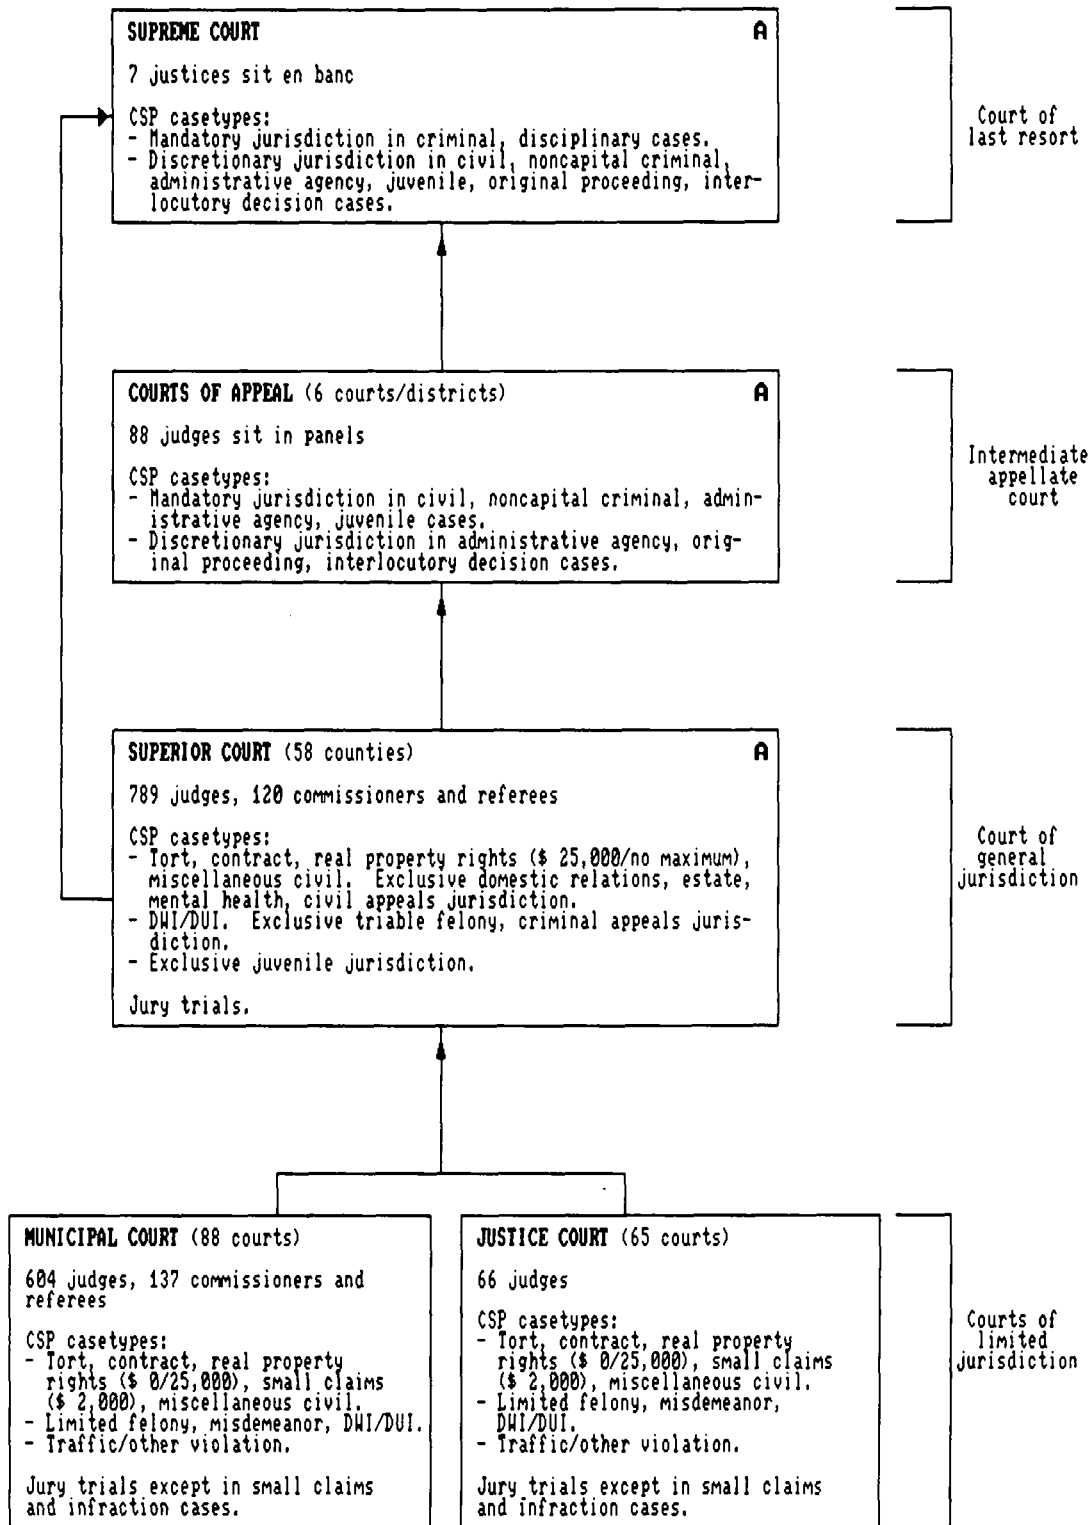 SUPREME COURT A
7 justices sit en banc
CSP casetypes:
- Mandatory jurisdiction in criminal, disciplinary cases.
- Discretionary jurisdiction in civil, noncapital criminal,
administrative agency, juvenile, original proceeding, inter-
locutory decision cases.
Court of
last resort
COURTS OF APPEAL (6 courts/districts) A
88 judges sit in panels
CSP casetypes:
- Mandatory jurisdiction in civil, noncapital criminal, admin-
istrative agency, juvenile cases.
- Discretionary jurisdiction in administrative agency, orig-
inal proceeding, interlocutory decision cases.
Intermediate
appellate
court
SUPERIOR COURT (58 counties) A
789 judges, 120 commissioners and referees
CSP casetypes:
- Tort, contract, real property rights ($ 25,000/no maximum),
miscellaneous civil. Exclusive domestic relations, estate,
mental health, civil appeals jurisdiction.
- DWI/DUI. Exclusive triable felony, criminal appeals juris-
diction.
- Exclusive juvenile jurisdiction.
Jury trials.
Court of
general
jurisdiction
MUNICIPAL COURT (88 courts)
604 judges, 137 commissioners and
referees
CSP casetypes:
- Tort, contract, real property
rights ($ 0/25,000), small claims
($ 2,000), miscellaneous civil.
- Limited felony, misdemeanor, DWI/DUI.
- Traffic/other violation.
Jury trials except in small claims
and infraction cases.
JUSTICE COURT (65 courts)
66 judges
CSP casetypes:
- Tort, contract, real property
rights ($ 0/25,000), small claims
($ 2,000), miscellaneous civil.
- Limited felony, misdemeanor,
DWI/DUI.
- Traffic/other violation.
Jury trials except in small claims
and infraction cases.
Courts of
limited
jurisdiction